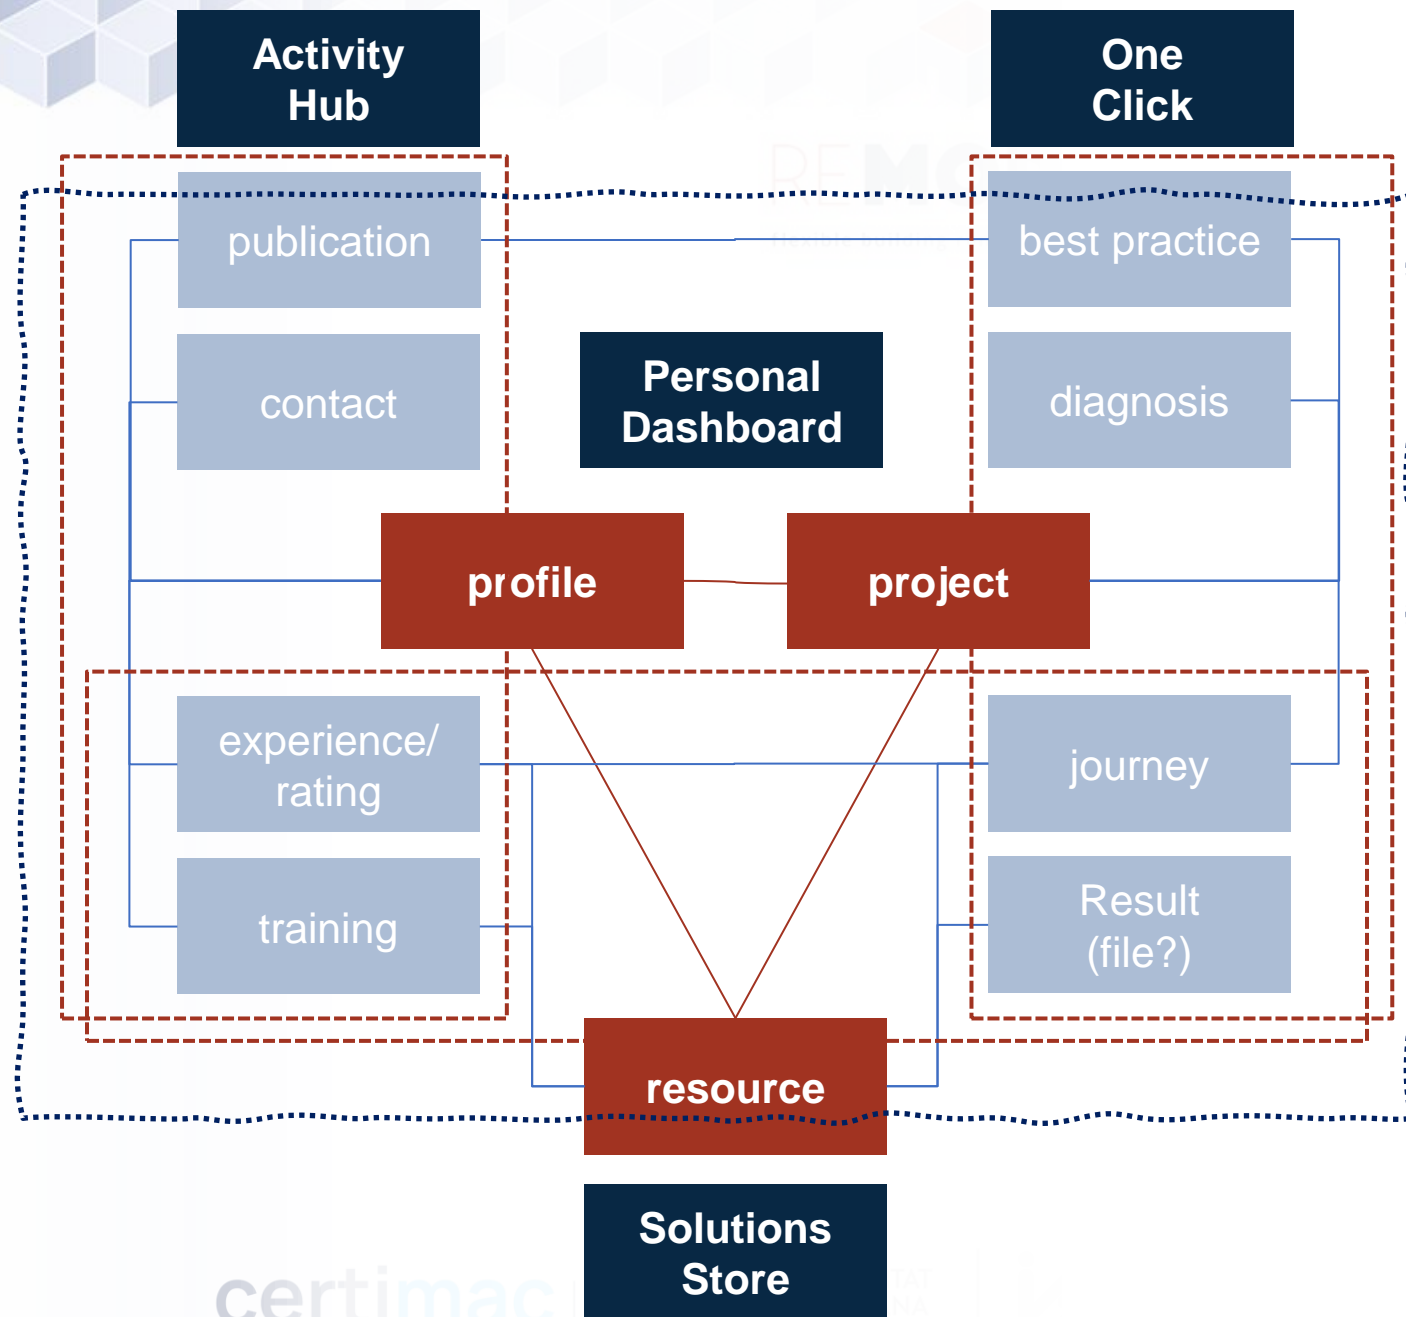 Activity
Hub
One
Click
publication
best practice
contact
Personal
Dashboard
diagnosis
profile
project
experience/
rating
journey
training
Result
(file?)
resource
Solutions
Store
certimac